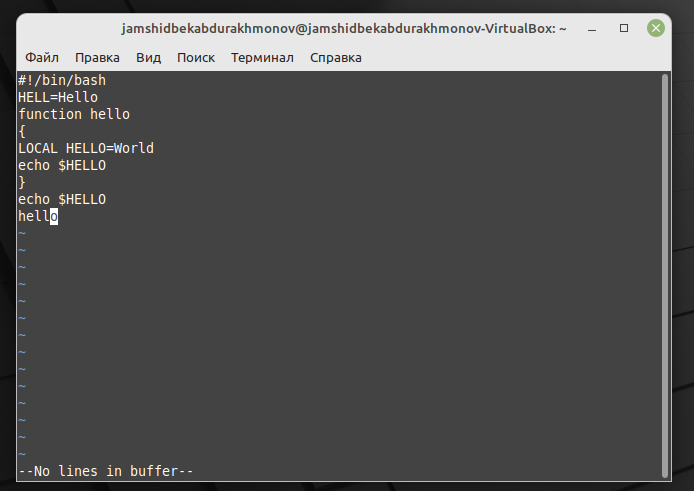 jamshidbekabdurakhmonov@jamshidbekabdurakhmonov-VirtualBox: ~
Файл Правка Вид Поиск Терминал Справка
#!/bin/bash
HELL=Hello
function hello
{
LOCAL HELLO=World
echo $HELLO
}
echo $HELLO
hello
~
~
~
~
~
~
~
~
~
~
~
~
~
~
--No lines in buffer--